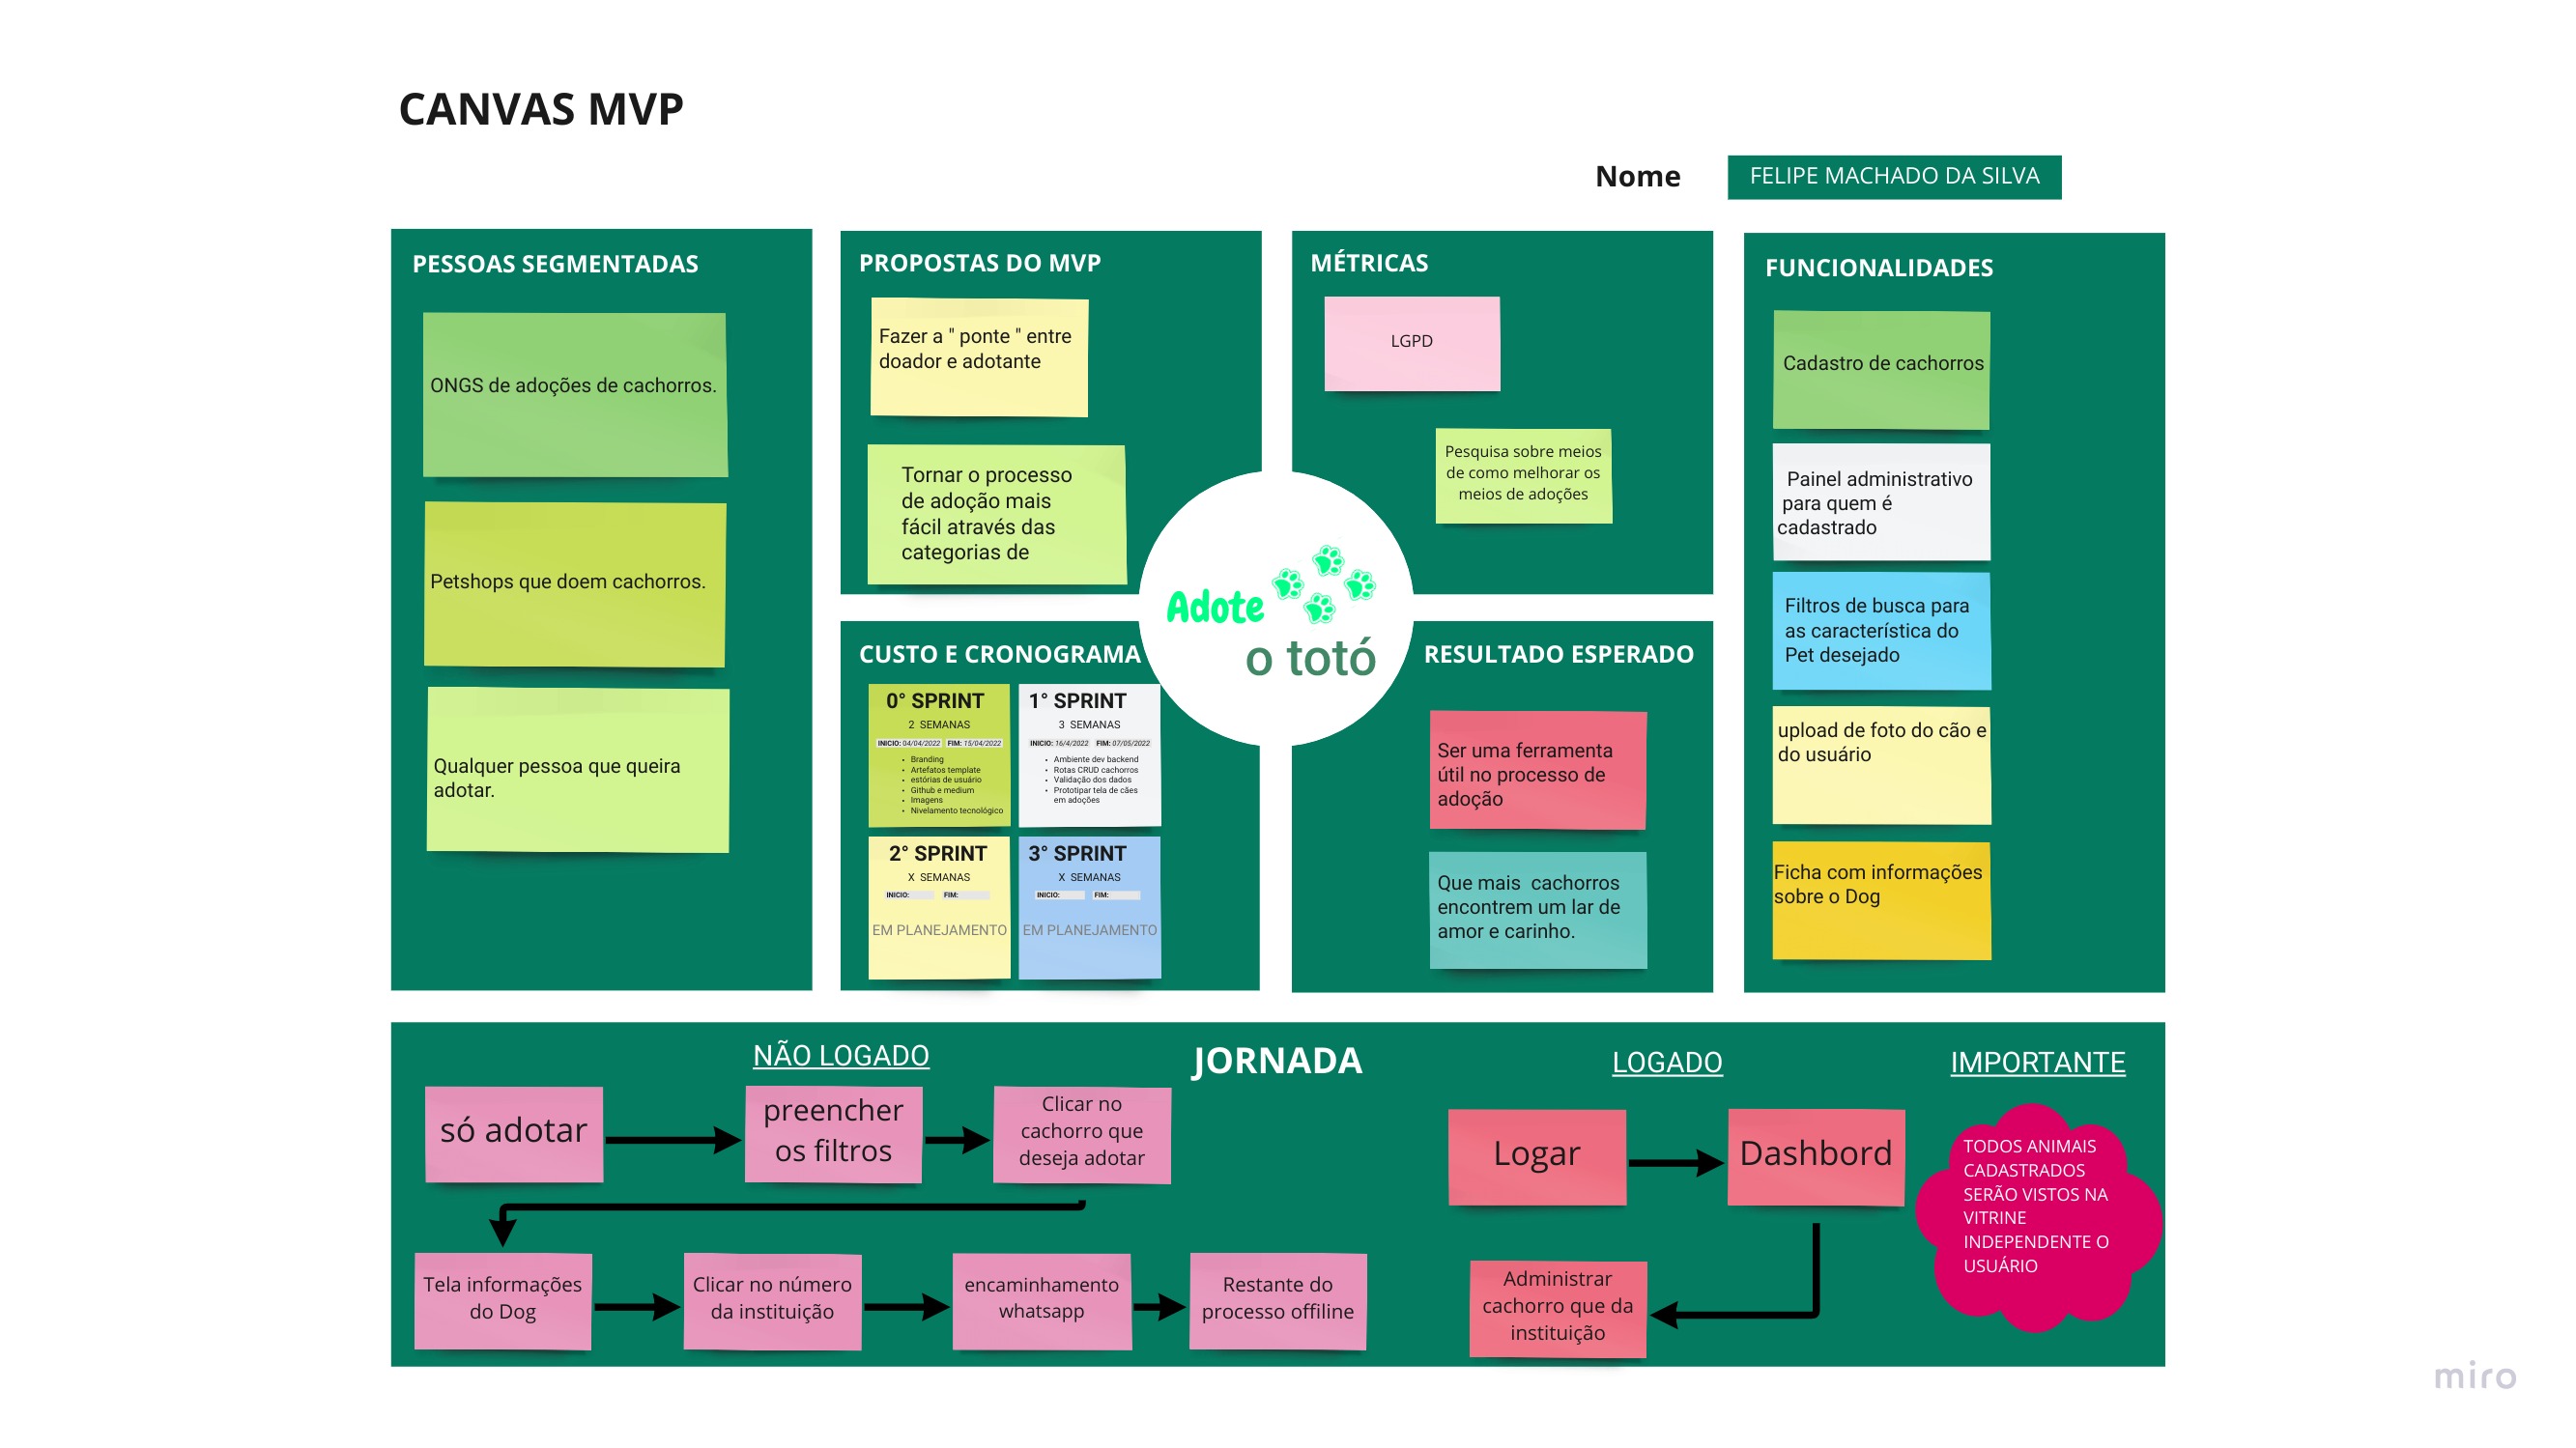 CANVAS MVP
Nome
FELIPE MACHADO DA SILVA
PESSOAS SEGMENTADAS
ONGS de adoções de cachorros.
Petshops que doem cachorros.
Qualquer pessoa que queira
adotar.
PROPOSTAS DO MVP
Fazer a " ponte " entre
doador e adotante
Tornar o processo
de adoção mais
fácil através das
categorias de
MÉTRICAS
LGPD
Pesquisa sobre meios
de como melhorar os
meios de adoções
FUNCIONALIDADES
Cadastro de cachorros
Painel administrativo
para quem é
cadastrado
Filtros de busca para
as característica do
Pet desejado
upload de foto do cão e
do usuário
Ficha com informações
sobre o Dog
Adote
o totó
CUSTO E CRONOGRAMA
0° SPRINT
2 SEMANAS
INICIO: 04/04/2022 FIM: 15/04/2022
• Branding
• Artefatos template
• estórias de usuário
• Github e medium
• Imagens
• Nivelamento tecnológico
1° SPRINT
3 SEMANAS
INICIO: 16/4/2022 FIM: 07/05/2022
• Ambiente dev backend
• Rotas CRUD cachorros
• Validação dos dados
• Prototipar tela de cães
em adoções
2° SPRINT
X SEMANAS
INICIO: FIM:
EM PLANEJAMENTO
3° SPRINT
X SEMANAS
INICIO: FIM:
EM PLANEJAMENTO
RESULTADO ESPERADO
Ser uma ferramenta
útil no processo de
adoção
Que mais cachorros
encontrem um lar de
amor e carinho.
JORNADA
NÃO LOGADO
só adotar
preencher
os filtros
Clicar no
cachorro que
deseja adotar
Tela informações
do Dog
Clicar no número
da instituição
encaminhamento
whatsapp
Restante do
processo offiline
LOGADO
Logar
Dashbord
Administrar
cachorro que da
instituição
IMPORTANTE
TODOS ANIMAIS
CADASTRADOS
SERÃO VISTOS NA
VITRINE
INDEPENDENTE O
USUÁRIO
miro